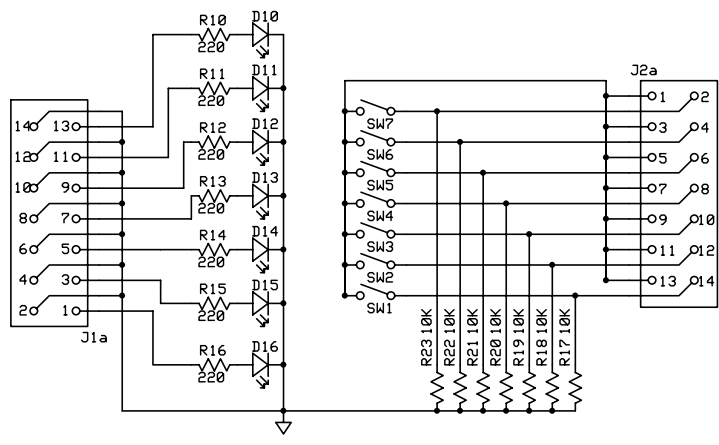 R10 D10
220
R11 D11
220
R12 D12
220
R13 D13
220
R14 D14
220
R15 D15
220
R16 D16
220
14 13
12 11
10 9
8 7
6 5
4 3
2 1
J1a
SW7
SW6
SW5
SW4
SW3
SW2
SW1
J2a
1 2
3 4
5 6
7 8
9 10
11 12
13 14
R23 10K
R22 10K
R21 10K
R20 10K
R19 10K
R18 10K
R17 10K